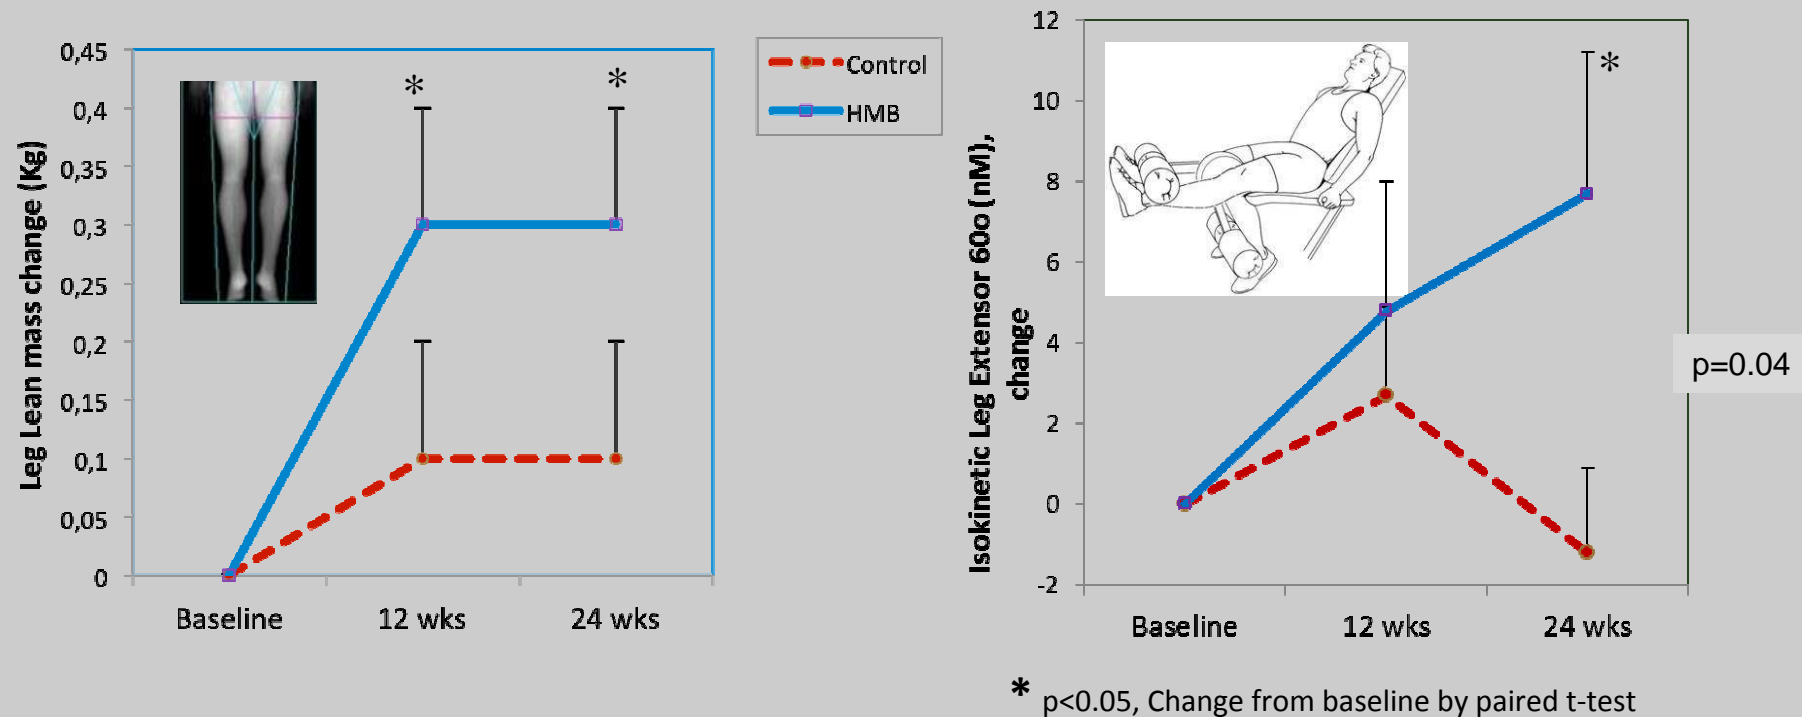 0,45
0,4
0,35
0,3
0,25
0,2
0,15
0,1
0,05
0
Leg Lean mass change (Kg)
Baseline 12 wks 24 wks
* *
Control
HMB
12
10
8
6
4
2
0
-2
Isokinetic Leg Extensor 60o (nM),
change
Baseline 12 wks 24 wks
*
p=0.04
* p<0.05, Change from baseline by paired t-test